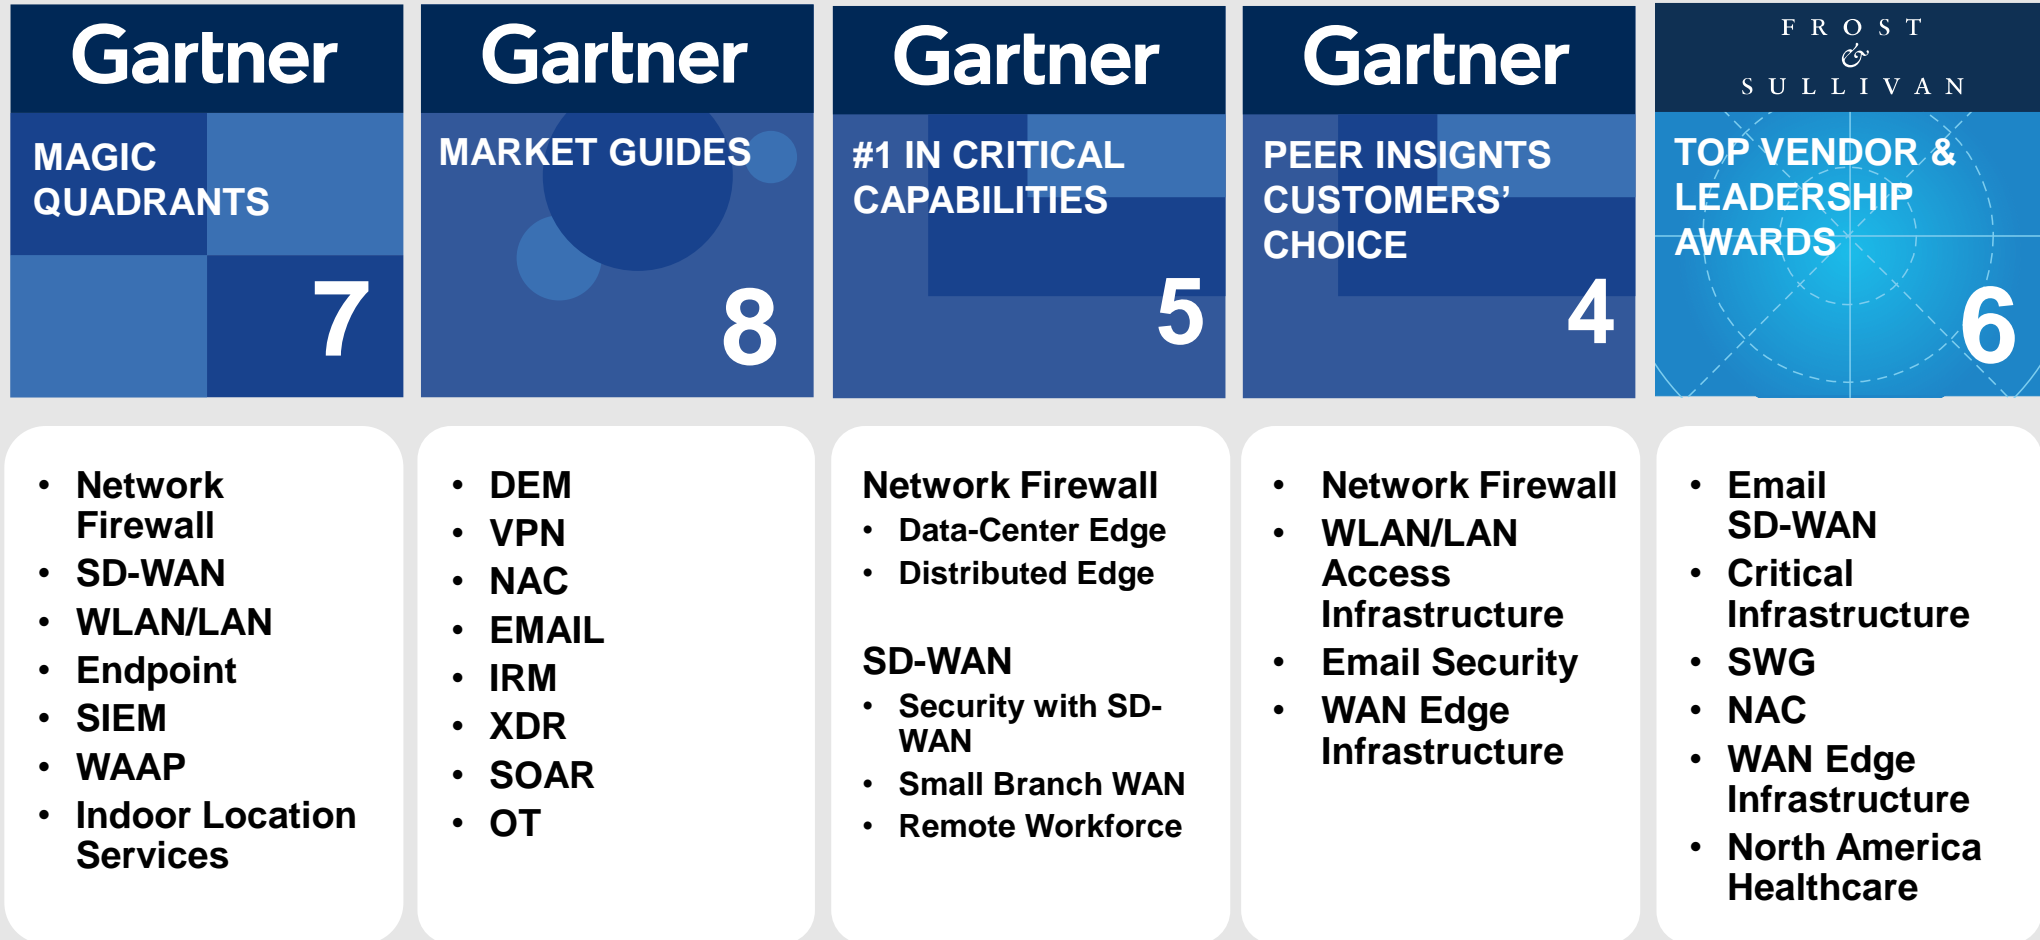 Gartner
MAGIC
QUADRANTS
7
• Network
Firewall
• SD-WAN
• WLAN/LAN
• Endpoint
• SIEM
• WAAP
• Indoor Location
Services
Gartner
MARKET GUIDES
8
• DEM
• VPN
• NAC
• EMAIL
• IRM
• XDR
• SOAR
• OT
Gartner
#1 IN CRITICAL
CAPABILITIES
5
Network Firewall
• Data-Center Edge
• Distributed Edge
SD-WAN
• Security with SD-
WAN
• Small Branch WAN
• Remote Workforce
Gartner
PEER INSIGNTS
CUSTOMERS’
CHOICE
4
• Network Firewall
• WLAN/LAN
Access
Infrastructure
• Email Security
• WAN Edge
Infrastructure
FROST
&
SULLIVAN
TOP VENDOR &
LEADERSHIP
AWARDS
6
• Email
SD-WAN
• Critical
Infrastructure
• SWG
• NAC
• WAN Edge
Infrastructure
• North America
Healthcare